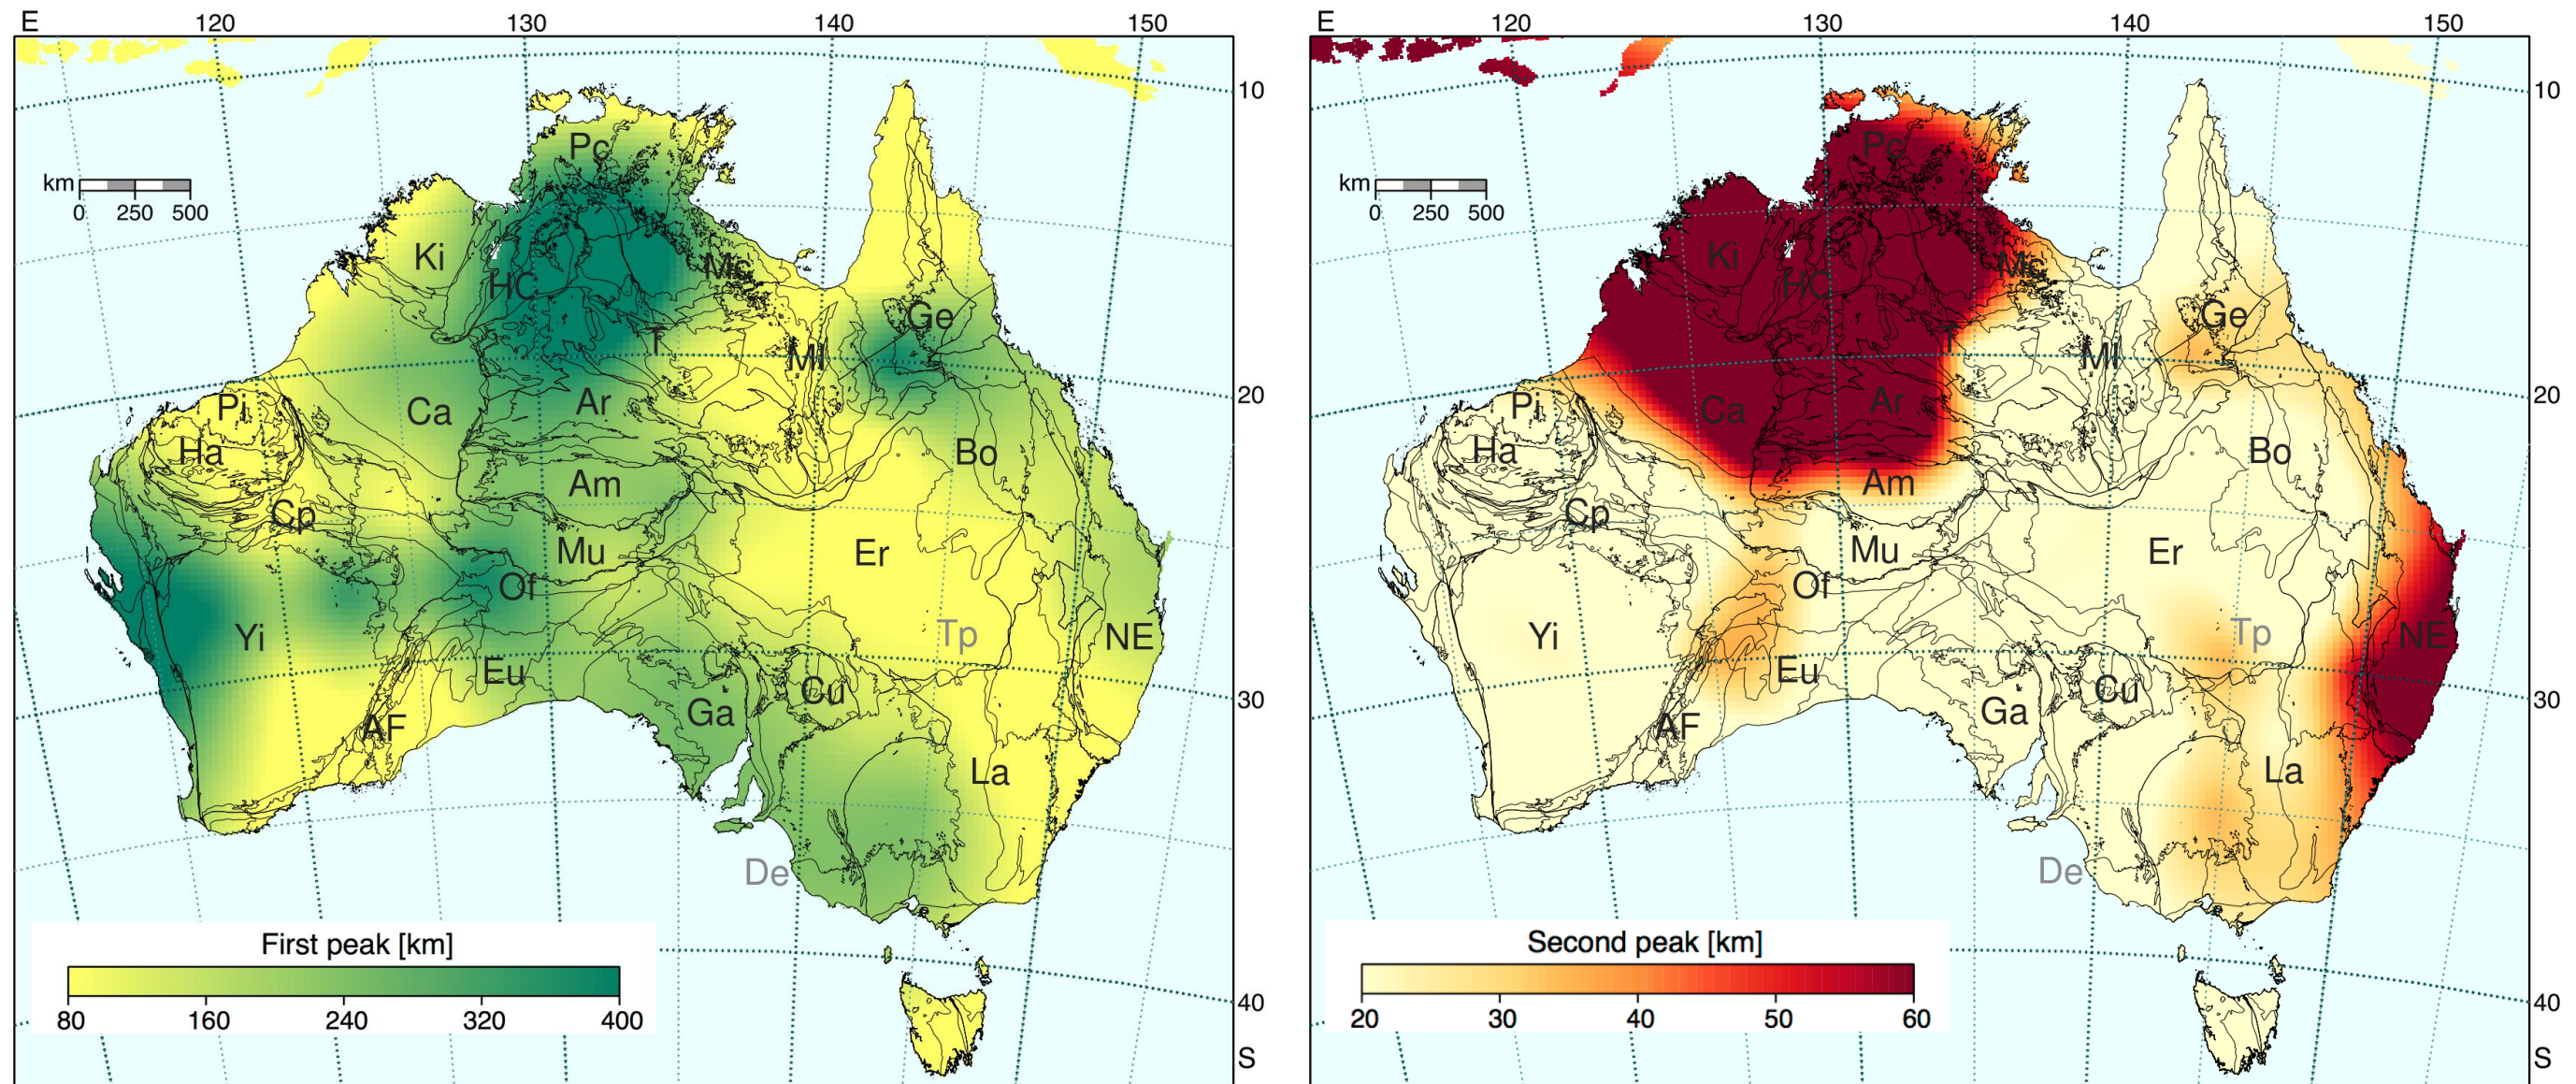 E 120 130 140 150
10
20
30
40
S
km
0 250 500
Pc
Ki
HC
Mc
Ge
T
MI
Pi
Ca
Ar
Ha
Bo
Am
Cp
Mu
Er
Of
Yi
Tp
NE
Eu
Cu
Ga
AF
La
De
First peak [km]
80 160 240 320 400
E 120 130 140 150
10
20
30
40
S
km
0 250 500
Pc
Ki
HC
Mc
Ge
T
MI
Pi
Ca
Ar
Ha
Bo
Am
Cp
Mu
Er
Of
Yi
Tp
NE
Eu
Cu
Ga
AF
La
De
Second peak [km]
20 30 40 50 60